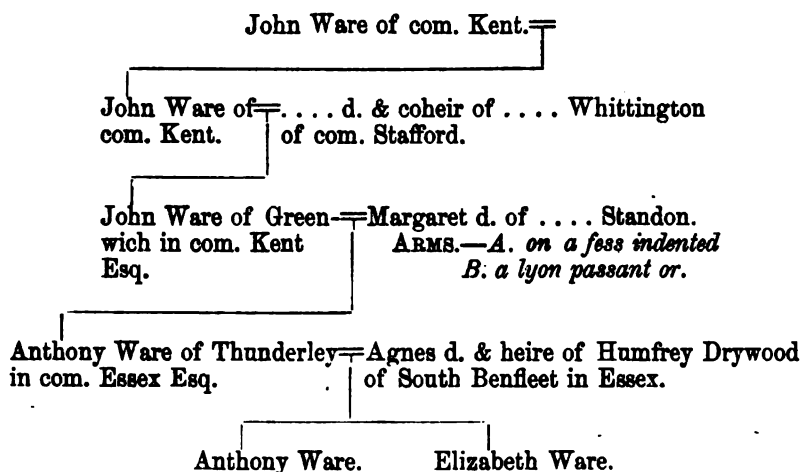 John Ware of com. Kent.
John Ware of . . . . d. & coheir of . . . . Whittington
com. Kent. of com. Stafford.
John Ware of Green- Margaret d. of . . . . Standon.
wich in com. Kent ARMS.—A. on a fess indented
Esq. B. a lyon passant or.
Anthony Ware of Thunderley Agnes d. & heire of Humfrey Drywood
in com. Essex Esq. of South Benfleet in Essex.
Anthony Ware. Elizabeth Ware.